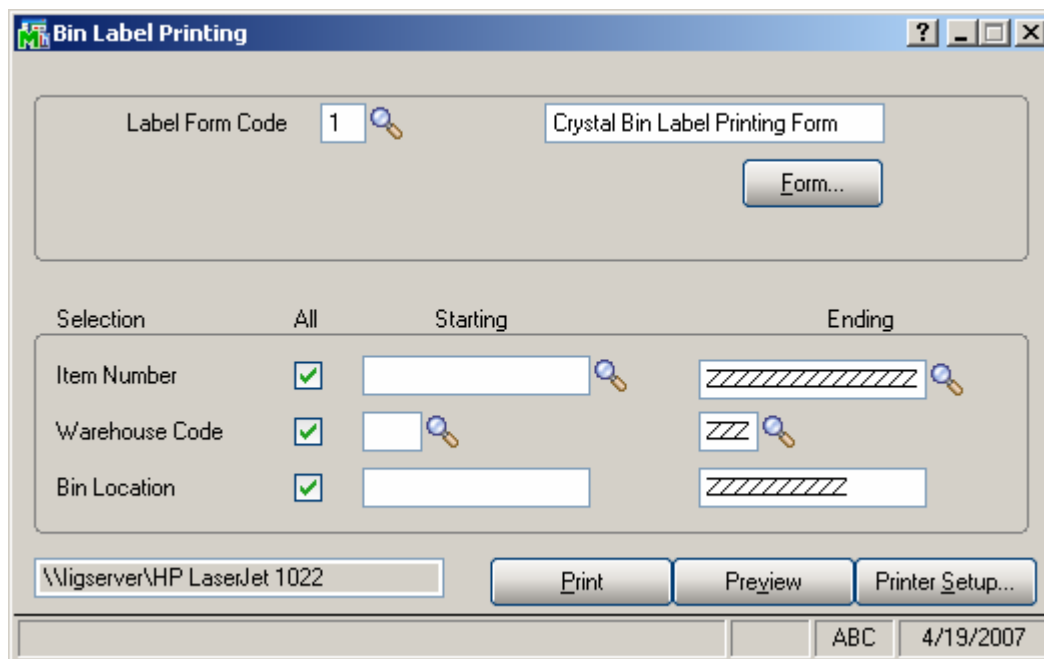 Bin Label Printing ?
Label Form Code 1 Crystal Bin Label Printing Form
Form...
Selection All Starting Ending
Item Number ZZZZZZZZZZZZZZZ
Warehouse Code ZZZ
Bin Location ZZZZZZZZZZ
\\ligserver\HP LaserJet 1022 Print Preview Printer Setup...
ABC 4/19/2007